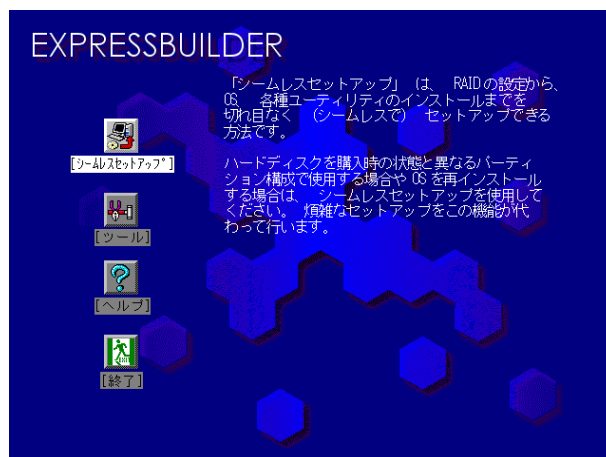 EXPRESSBUILDER
「シームレスセットアップ」 は、 RAIDの設定から、
OS、 各種ユーティリティのインストールまでを
切れ目なく (シームレスで) セットアップできる
方法です。
ハードディスクを購入時の状態と異なるパーティ
ション構成で使用する場合や OS を再インストール
する場合は、 シームレスセットアップを使用して
ください。 煩雑なセットアップをこの機能が代
わって行います。
[シームレスセットアップ]
[ツール]
[ヘルプ]
EXIT
[終了]